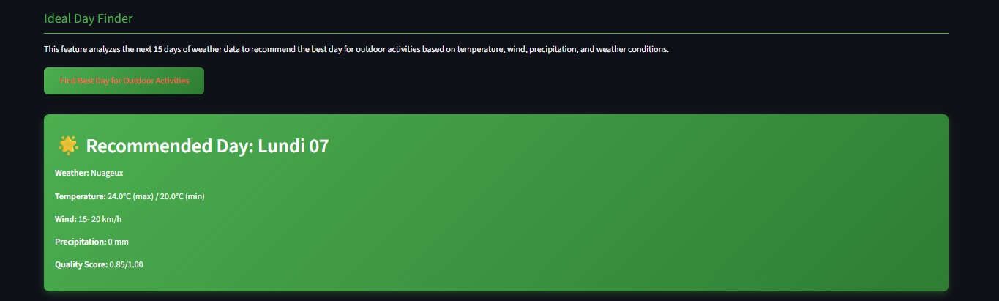 Ideal Day Finder
This feature analyzes the next 15 days of weather data to recommend the best day for outdoor activities based on temperature, wind, precipitation, and weather conditions.
Find Best Day for Outdoor Activities
Recommended Day: Lundi 07
Weather: Nuageux
Temperature: 24.0°C (max) / 20.0°C (min)
Wind: 15- 20 km/h
Precipitation: 0 mm
Quality Score: 0.85/1.00